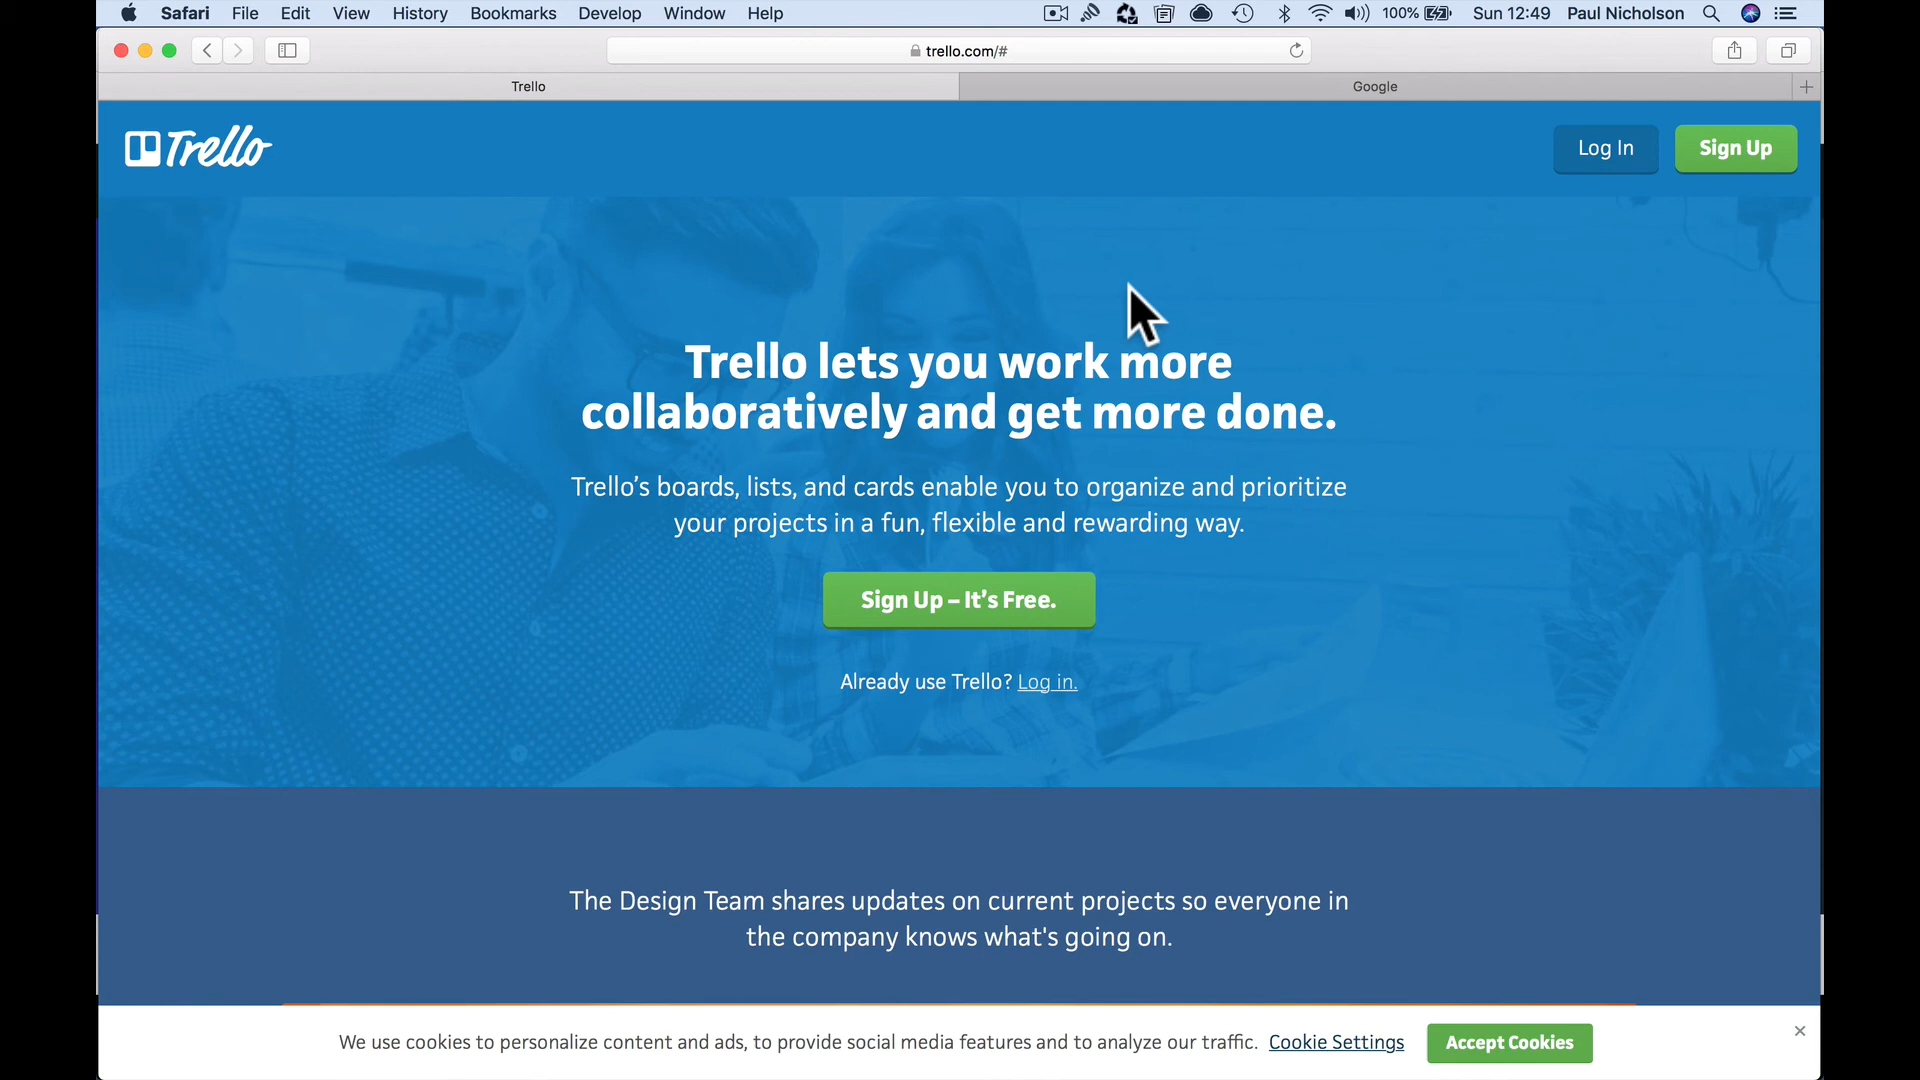 Safari File Edit View History Bookmarks Develop Window Help 100% Sun 12:49 Paul Nicholson
trello.com/#
Trello Google
Trello Log In Sign Up
Trello lets you work more
collaboratively and get more done.
Trello’s boards, lists, and cards enable you to organize and prioritize
your projects in a fun, flexible and rewarding way.
Sign Up – It’s Free.
Already use Trello? Log in.
The Design Team shares updates on current projects so everyone in
the company knows what's going on.
We use cookies to personalize content and ads, to provide social media features and to analyze our traffic. Cookie Settings Accept Cookies